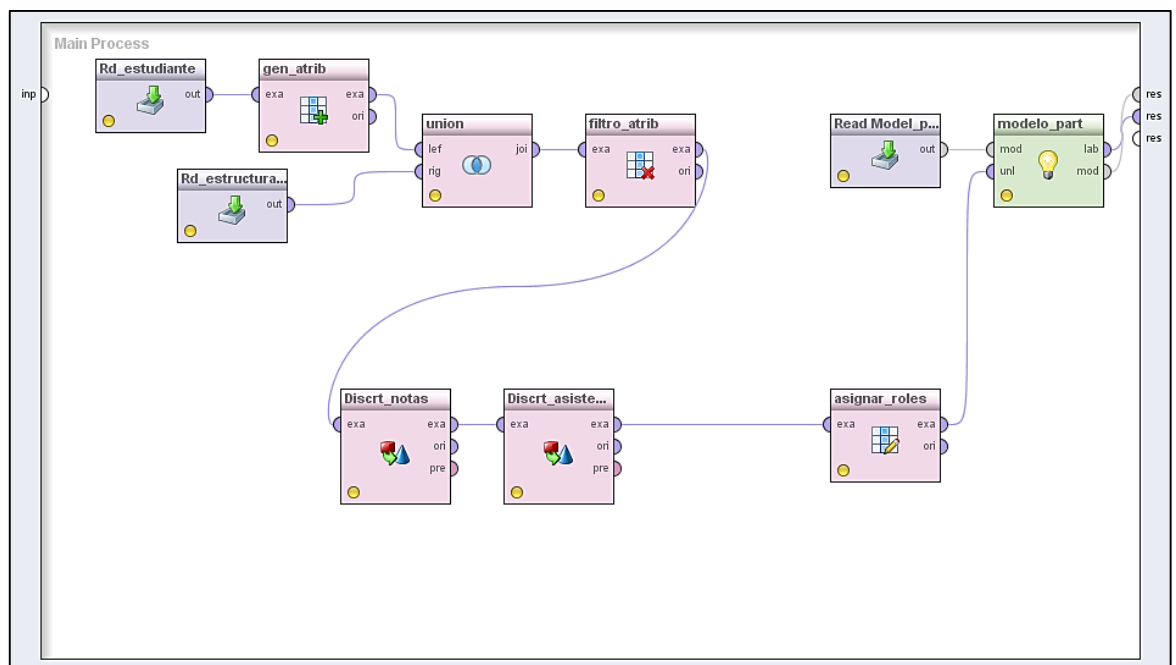 Main Process
inp
Rd_estudiante
out
gen_atrib
exa
exa
ori
Rd_estructura...
out
union
lef
joi
rig
filtro_atrib
exa
exa
ori
Read Model_p...
out
modelo_part
mod
lab
unl
mod
res
res
res
Discrt_notas
exa
exa
ori
pre
Discrt_asiste...
exa
exa
ori
pre
asignar_roles
exa
exa
ori